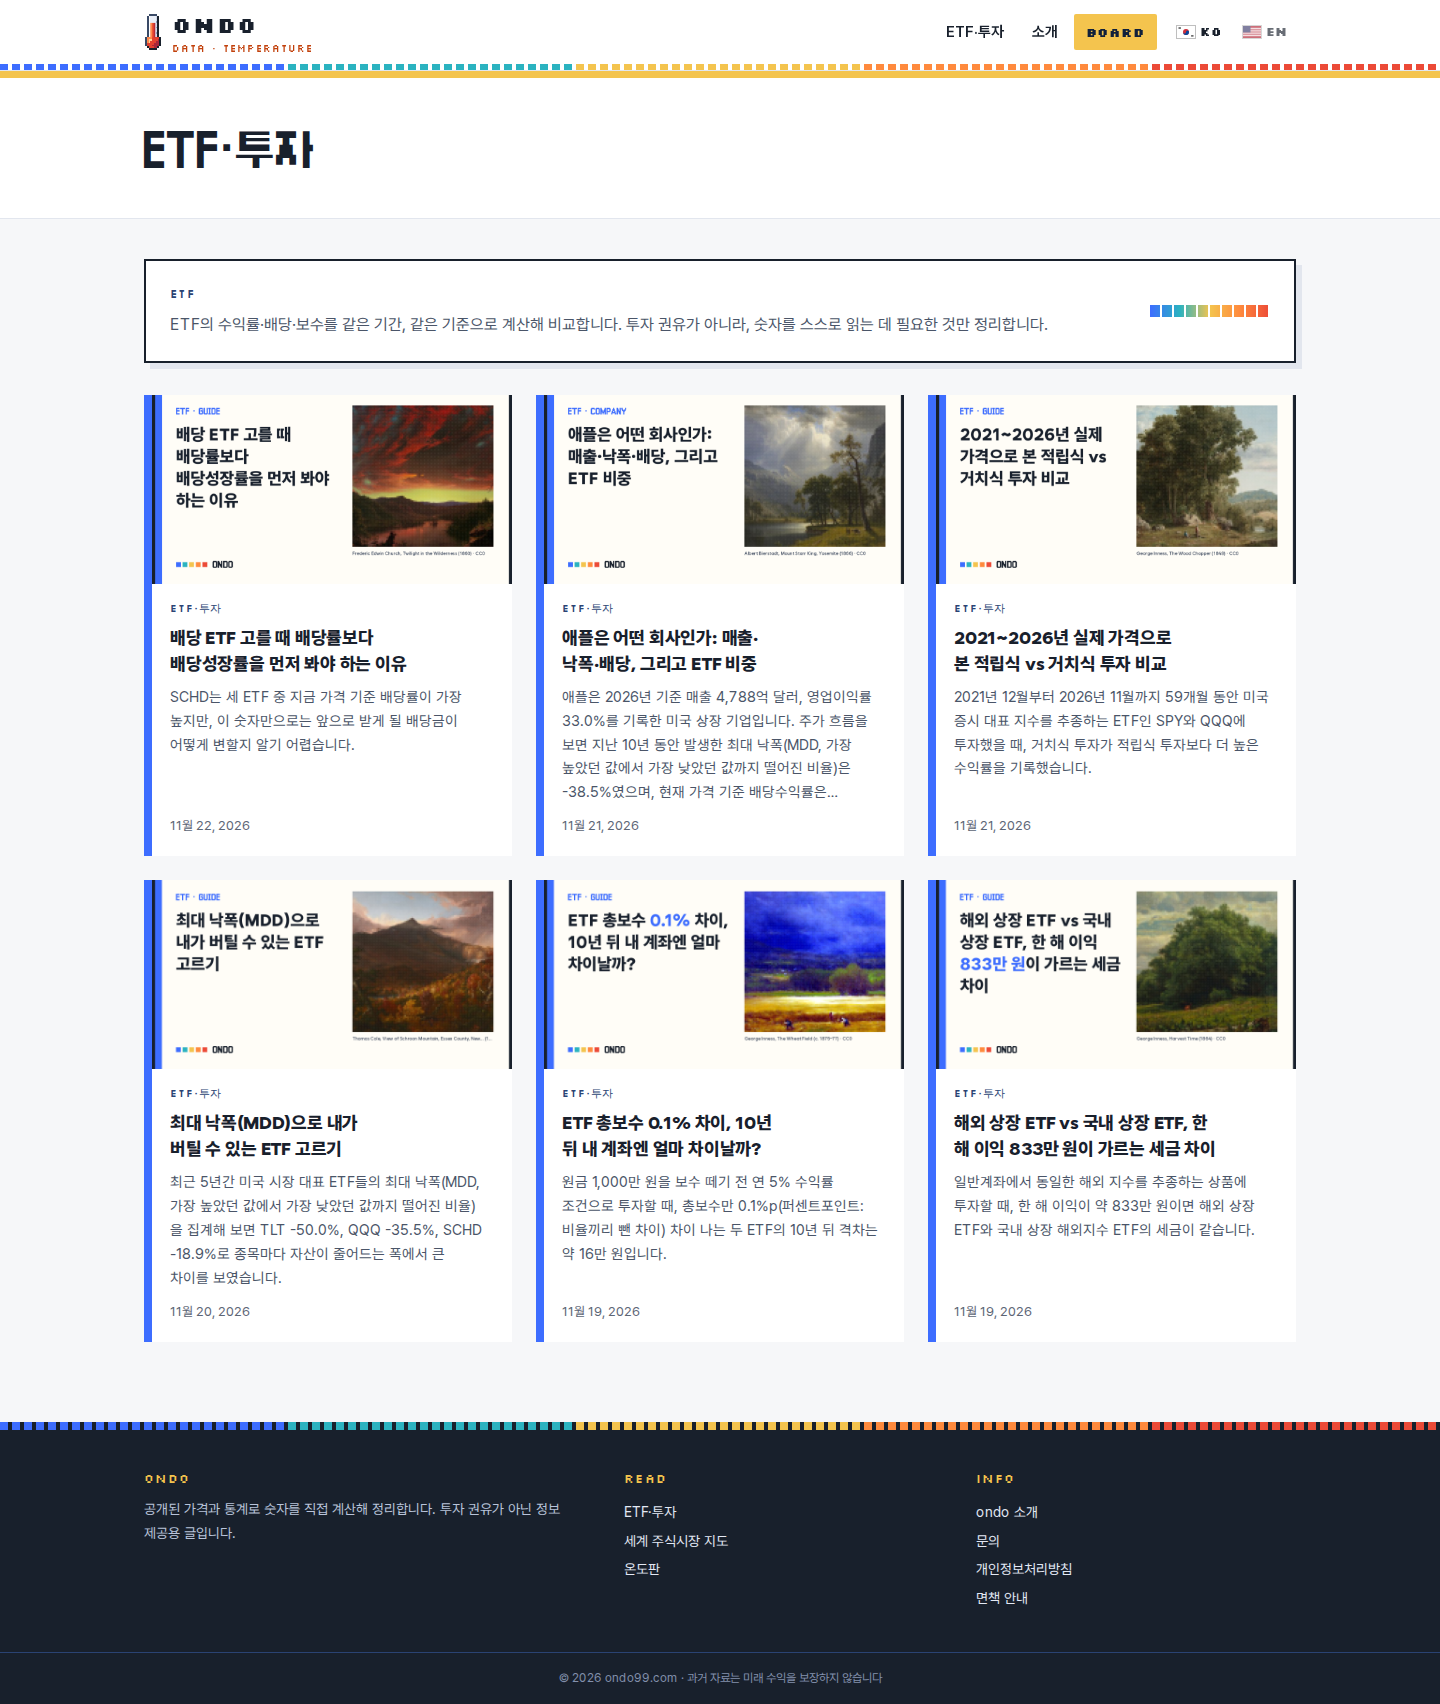 ONDO
DATA · TEMPERATURE
ETF·투자
소개
BOARD
KO
EN
ETF·투자
ETF
ETF의 수익률·배당·보수를 같은 기간, 같은 기준으로 계산해 비교합니다. 투자 권유가 아니라, 숫자를 스스로 읽는 데 필요한 것만 정리합니다.
ETF · GUIDE
배당 ETF 고를 때
배당률보다
배당성장률을 먼저 봐야
하는 이유
Frederic Edwin Church, Twilight in the Wilderness (1860) · CC0
ONDO
ETF·투자
배당 ETF 고를 때 배당률보다
배당성장률을 먼저 봐야 하는 이유
SCHD는 세 ETF 중 지금 가격 기준 배당률이 가장
높지만, 이 숫자만으로는 앞으로 받게 될 배당금이
어떻게 변할지 알기 어렵습니다.
11월 22, 2026
ETF · COMPANY
애플은 어떤 회사인가:
매출·낙폭·배당, 그리고
ETF 비중
Albert Bierstadt, Mount Starr King, Yosemite (1866) · CC0
ONDO
ETF·투자
애플은 어떤 회사인가: 매출·
낙폭·배당, 그리고 ETF 비중
애플은 2026년 기준 매출 4,788억 달러, 영업이익률
33.0%를 기록한 미국 상장 기업입니다. 주가 흐름을
보면 지난 10년 동안 발생한 최대 낙폭(MDD, 가장
높았던 값에서 가장 낮았던 값까지 떨어진 비율)은
-38.5%였으며, 현재 가격 기준 배당수익률은…
11월 21, 2026
ETF · GUIDE
2021~2026년 실제
가격으로 본 적립식 vs
거치식 투자 비교
George Inness, The Wood Chopper (1849) · CC0
ONDO
ETF·투자
2021~2026년 실제 가격으로
본 적립식 vs 거치식 투자 비교
2021년 12월부터 2026년 11월까지 59개월 동안 미국
증시 대표 지수를 추종하는 ETF인 SPY와 QQQ에
투자했을 때, 거치식 투자가 적립식 투자보다 더 높은
수익률을 기록했습니다.
11월 21, 2026
ETF · GUIDE
최대 낙폭(MDD)으로
내가 버틸 수 있는 ETF
고르기
Thomas Cole, View of Schroon Mountain, Essex County, New… (1…
ONDO
ETF·투자
최대 낙폭(MDD)으로 내가
버틸 수 있는 ETF 고르기
최근 5년간 미국 시장 대표 ETF들의 최대 낙폭(MDD,
가장 높았던 값에서 가장 낮았던 값까지 떨어진 비율)
을 집계해 보면 TLT -50.0%, QQQ -35.5%, SCHD
-18.9%로 종목마다 자산이 줄어드는 폭에서 큰
차이를 보였습니다.
11월 20, 2026
ETF · GUIDE
ETF 총보수 0.1% 차이,
10년 뒤 내 계좌엔 얼마
차이날까?
George Inness, The Wheat Field (c. 1875–77) · CC0
ONDO
ETF·투자
ETF 총보수 0.1% 차이, 10년
뒤 내 계좌엔 얼마 차이날까?
원금 1,000만 원을 보수 떼기 전 연 5% 수익률
조건으로 투자할 때, 총보수만 0.1%p(퍼센트포인트:
비율끼리 뺀 차이) 차이 나는 두 ETF의 10년 뒤 격차는
약 16만 원입니다.
11월 19, 2026
ETF · GUIDE
해외 상장 ETF vs 국내
상장 ETF, 한 해 이익
833만 원이 가르는 세금
차이
George Inness, Harvest Time (1864) · CC0
ONDO
ETF·투자
해외 상장 ETF vs 국내 상장 ETF, 한
해 이익 833만 원이 가르는 세금 차이
일반계좌에서 동일한 해외 지수를 추종하는 상품에
투자할 때, 한 해 이익이 약 833만 원이면 해외 상장
ETF와 국내 상장 해외지수 ETF의 세금이 같습니다.
11월 19, 2026
ONDO
공개된 가격과 통계로 숫자를 직접 계산해 정리합니다. 투자 권유가 아닌 정보
제공용 글입니다.
READ
ETF·투자
세계 주식시장 지도
온도판
INFO
ondo 소개
문의
개인정보처리방침
면책 안내
© 2026 ondo99.com · 과거 자료는 미래 수익을 보장하지 않습니다